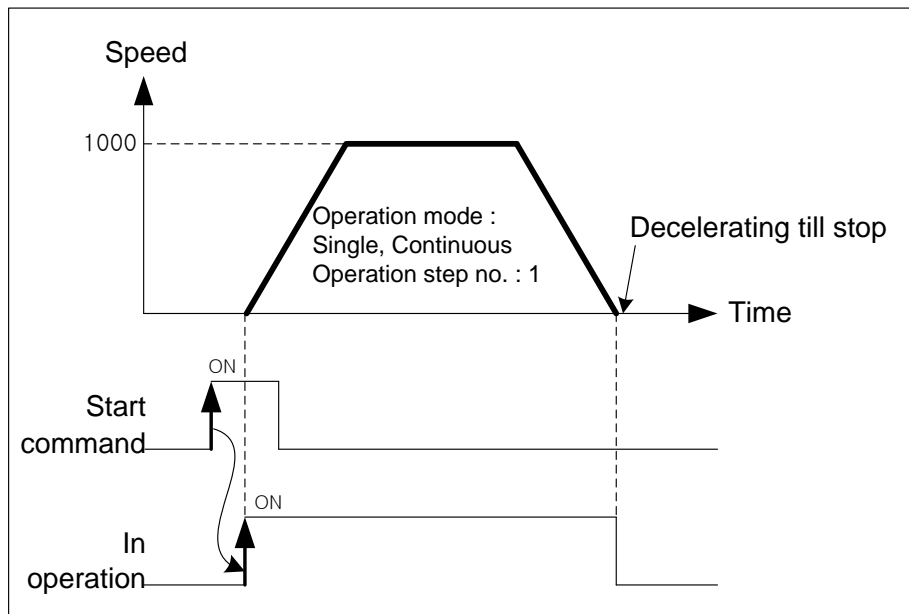 Speed
1000
Operation mode :
Single, Continuous
Operation step no. : 1
Decelerating till stop
Time
ON
Start
command
ON
In
operation